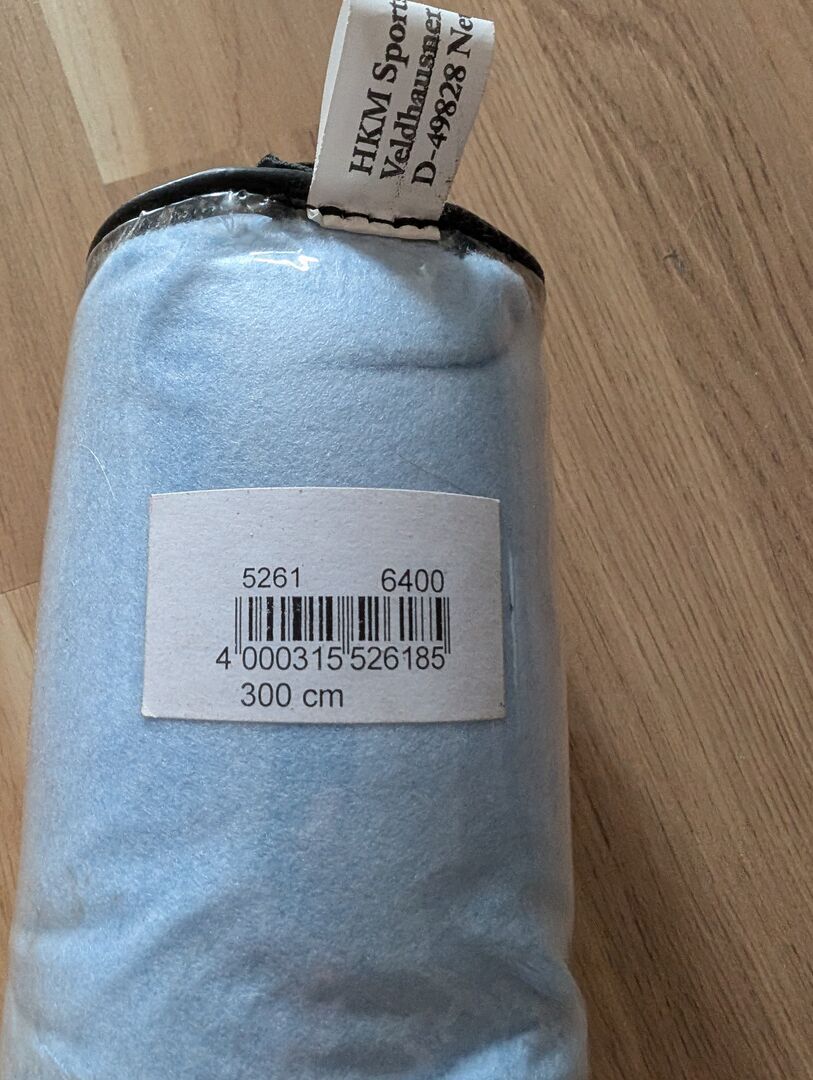 HKM Sport
Veldhausner
D-49828 Ne
5261 6400
4 000315 526185
300 cm